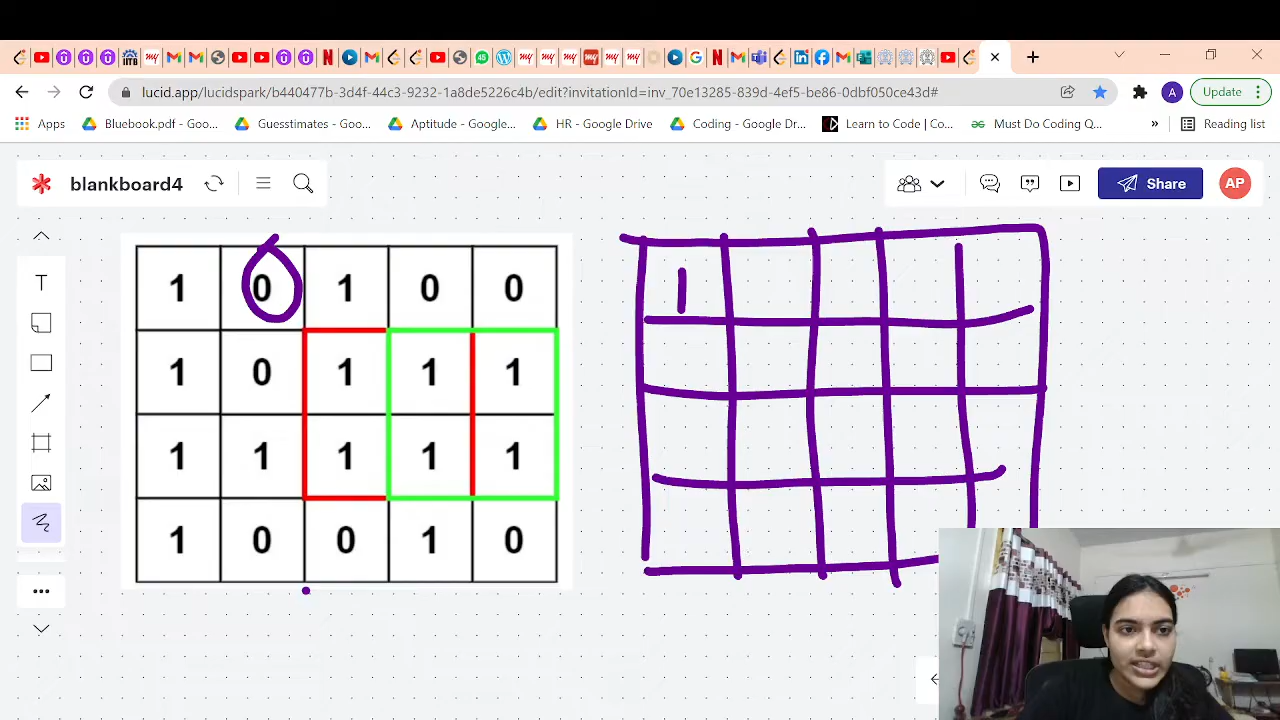 lucid.app/lucidspark/b440477b-3d4f-44c3-9232-1a89e5226c4b/edit?invitationId=inv_70e13285-839d-4ef5-be86-0dbf050ce43d#
A
Update
Apps
Bluebook.pdf - Goo...
Guesstimates - Goo...
Aptitude - Google...
HR - Google Drive
Coding - Google Dr...
Learn to Code | Co...
Must Do Coding Q...
»
Reading list
blankboard4
Share
AP
T
1 0 1 0 0
1 0 1 1 1
1 1 1 1 1
1 0 0 1 0
1